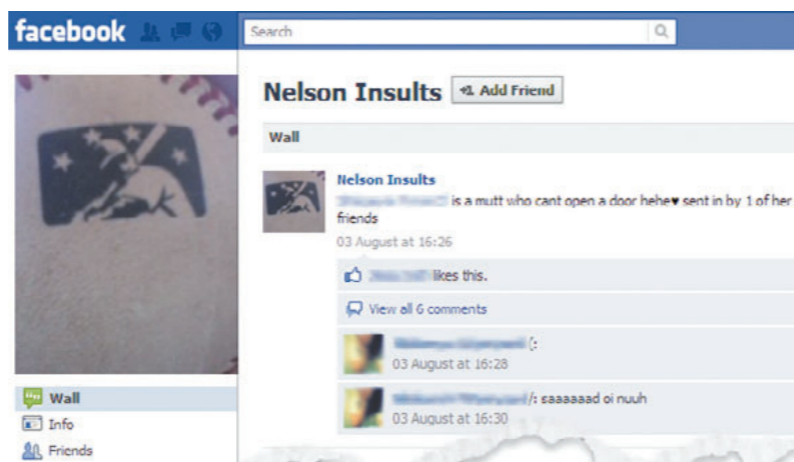 facebook
Search
Nelson Insults
+1 Add Friend
Wall
Nelson Insults
is a mutt who cant open a door hehe♥ sent in by 1 of her
friends
03 August at 16:26
likes this.
View all 6 comments
(:
03 August at 16:28
/: saaaaaad oi nuuh
03 August at 16:30
Wall
Info
Friends